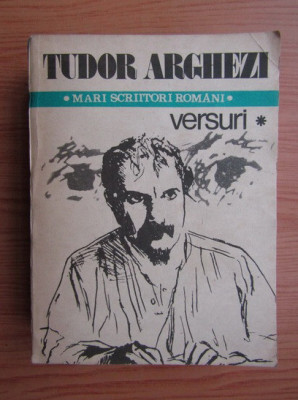 TUDOR ARGHEZI
• MARI SCRIITORI ROMÂNI •
versuri *